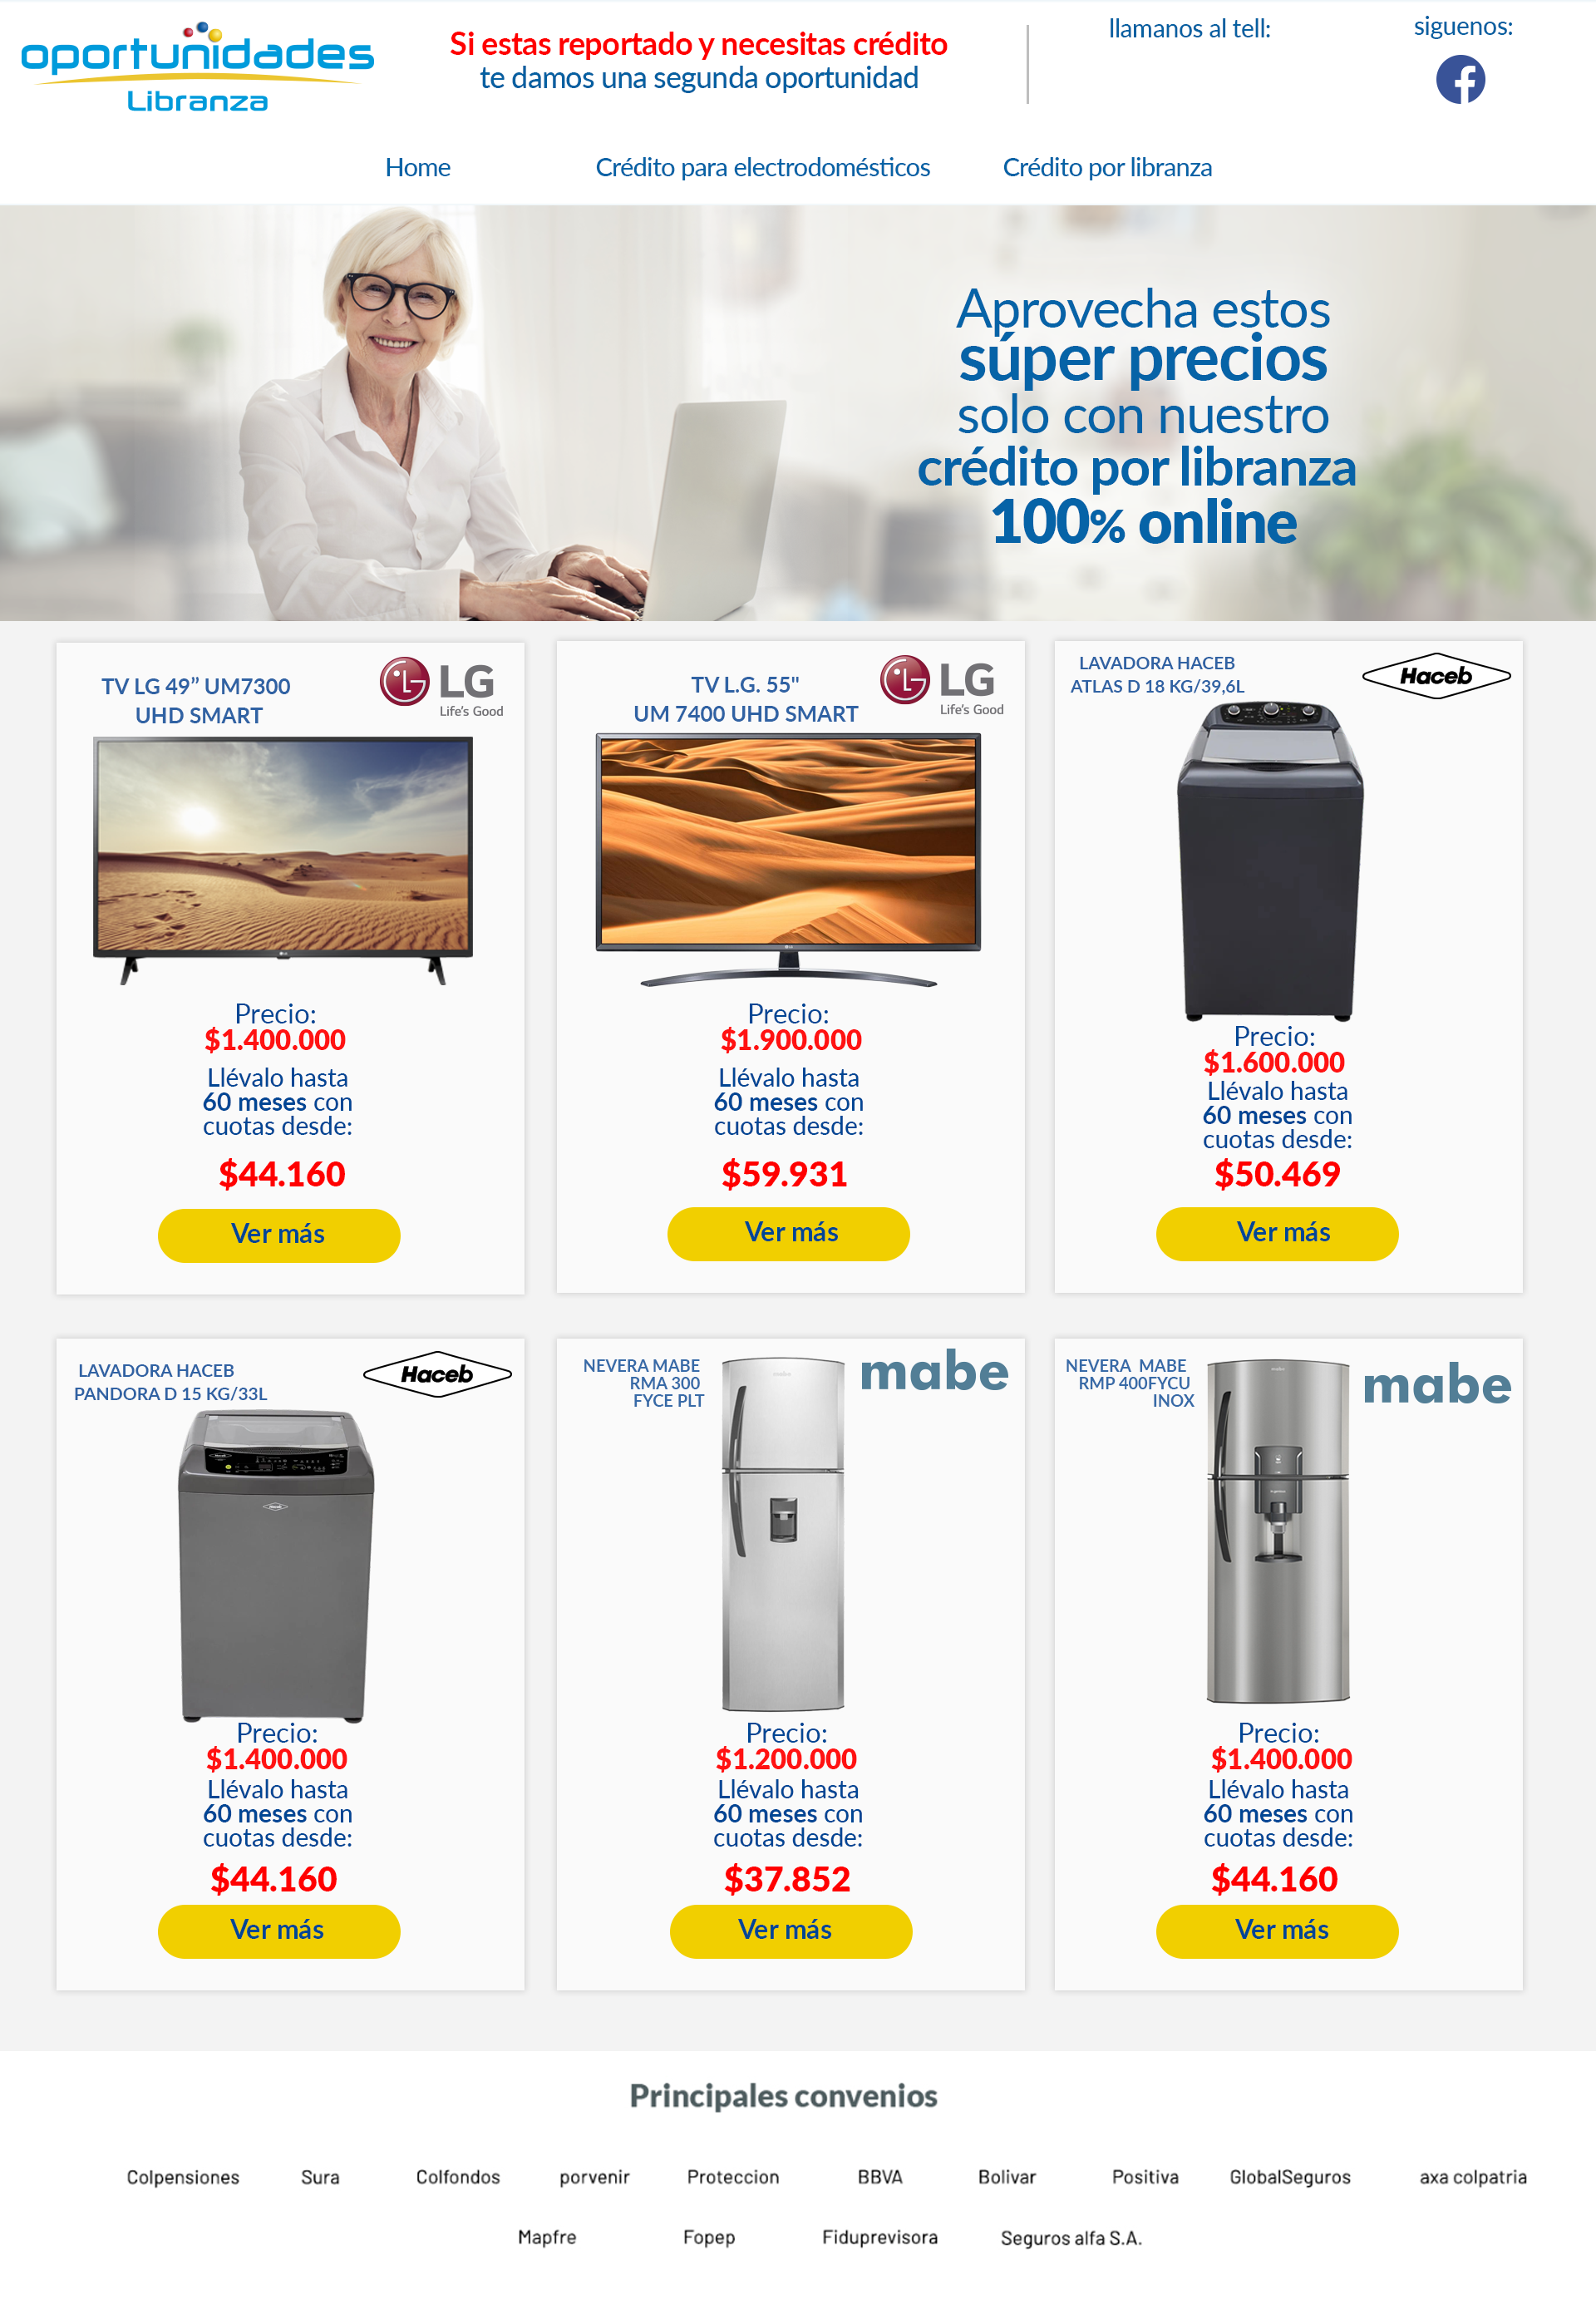 oportunidades
Libranza
Si estas reportado y necesitas crédito
te damos una segunda oportunidad
llamanos al tell:
siguenos:
Home
Crédito para electrodomésticos
Crédito por libranza
Aprovecha estos
súper precios
solo con nuestro
crédito por libranza
100% online
TV LG 49” UM7300
UHD SMART
LG
Life's Good
Precio:
$1.400.000
Llévalo hasta
60 meses con
cuotas desde:
$44.160
Ver más
TV L.G. 55"
UM 7400 UHD SMART
LG
Life's Good
Precio:
$1.900.000
Llévalo hasta
60 meses con
cuotas desde:
$59.931
Ver más
LAVADORA HACEB
ATLAS D 18 KG/39,6L
Haceb
Precio:
$1.600.000
Llévalo hasta
60 meses con
cuotas desde:
$50.469
Ver más
LAVADORA HACEB
PANDORA D 15 KG/33L
Haceb
Haceb
Precio:
$1.400.000
Llévalo hasta
60 meses con
cuotas desde:
$44.160
Ver más
NEVERA MABE
RMA 300
FYCE PLT
mabe
Precio:
$1.200.000
Llévalo hasta
60 meses con
cuotas desde:
$37.852
Ver más
NEVERA MABE
RMP 400FYCU
INOX
mabe
Precio:
$1.400.000
Llévalo hasta
60 meses con
cuotas desde:
$44.160
Ver más
Principales convenios
Colpensiones Sura Colfondos porvenir Proteccion BBVA Bolivar Positiva GlobalSeguros axa colpatria
Mapfre Fopep Fiduprevisora Seguros alfa S.A.